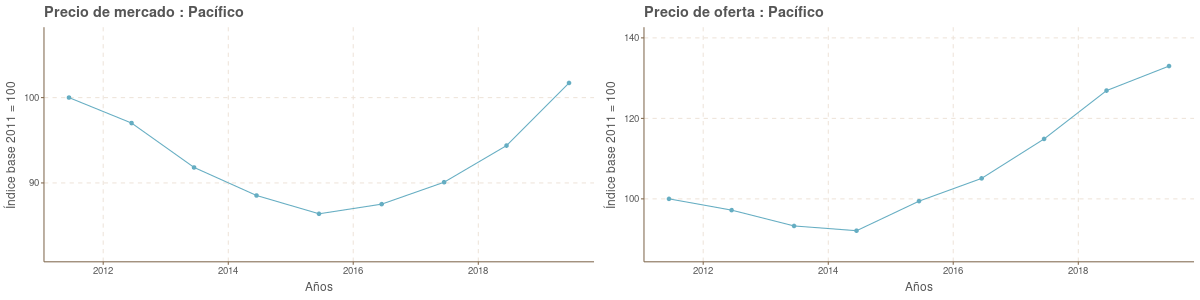 Precio de mercado : Pacífico
Índice base 2011 = 100
100
90
2012
2014
2016
2018
Años
Precio de oferta : Pacífico
Índice base 2011 = 100
140
120
100
2012
2014
2016
2018
Años